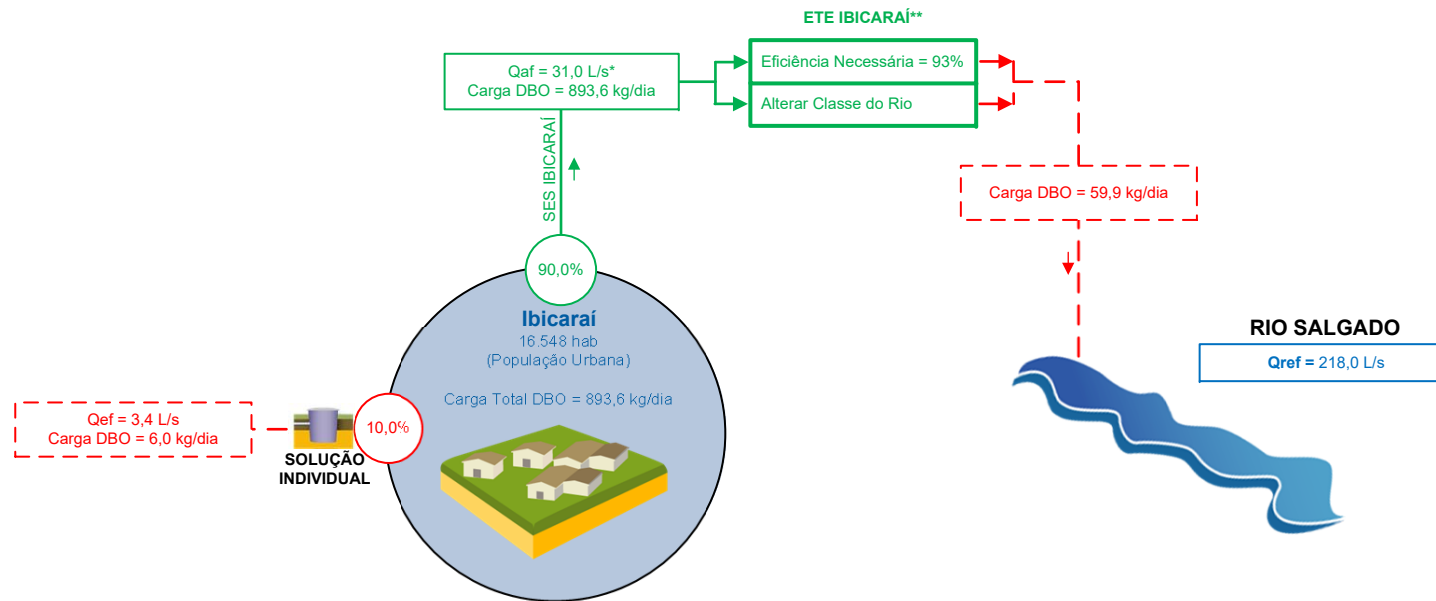 ETE IBICARAÍ**
Qaf = 31,0 L/s*
Carga DBO = 893,6 kg/dia
Eficiência Necessária = 93%
Alterar Classe do Rio
SES IBICARAÍ
Carga DBO = 59,9 kg/dia
90,0%
Ibicaraí
16.548 hab
(População Urbana)
Carga Total DBO = 893,6 kg/dia
RIO SALGADO
Qref = 218,0 L/s
Qef = 3,4 L/s
Carga DBO = 6,0 kg/dia
10,0%
SOLUÇÃO
INDIVIDUAL